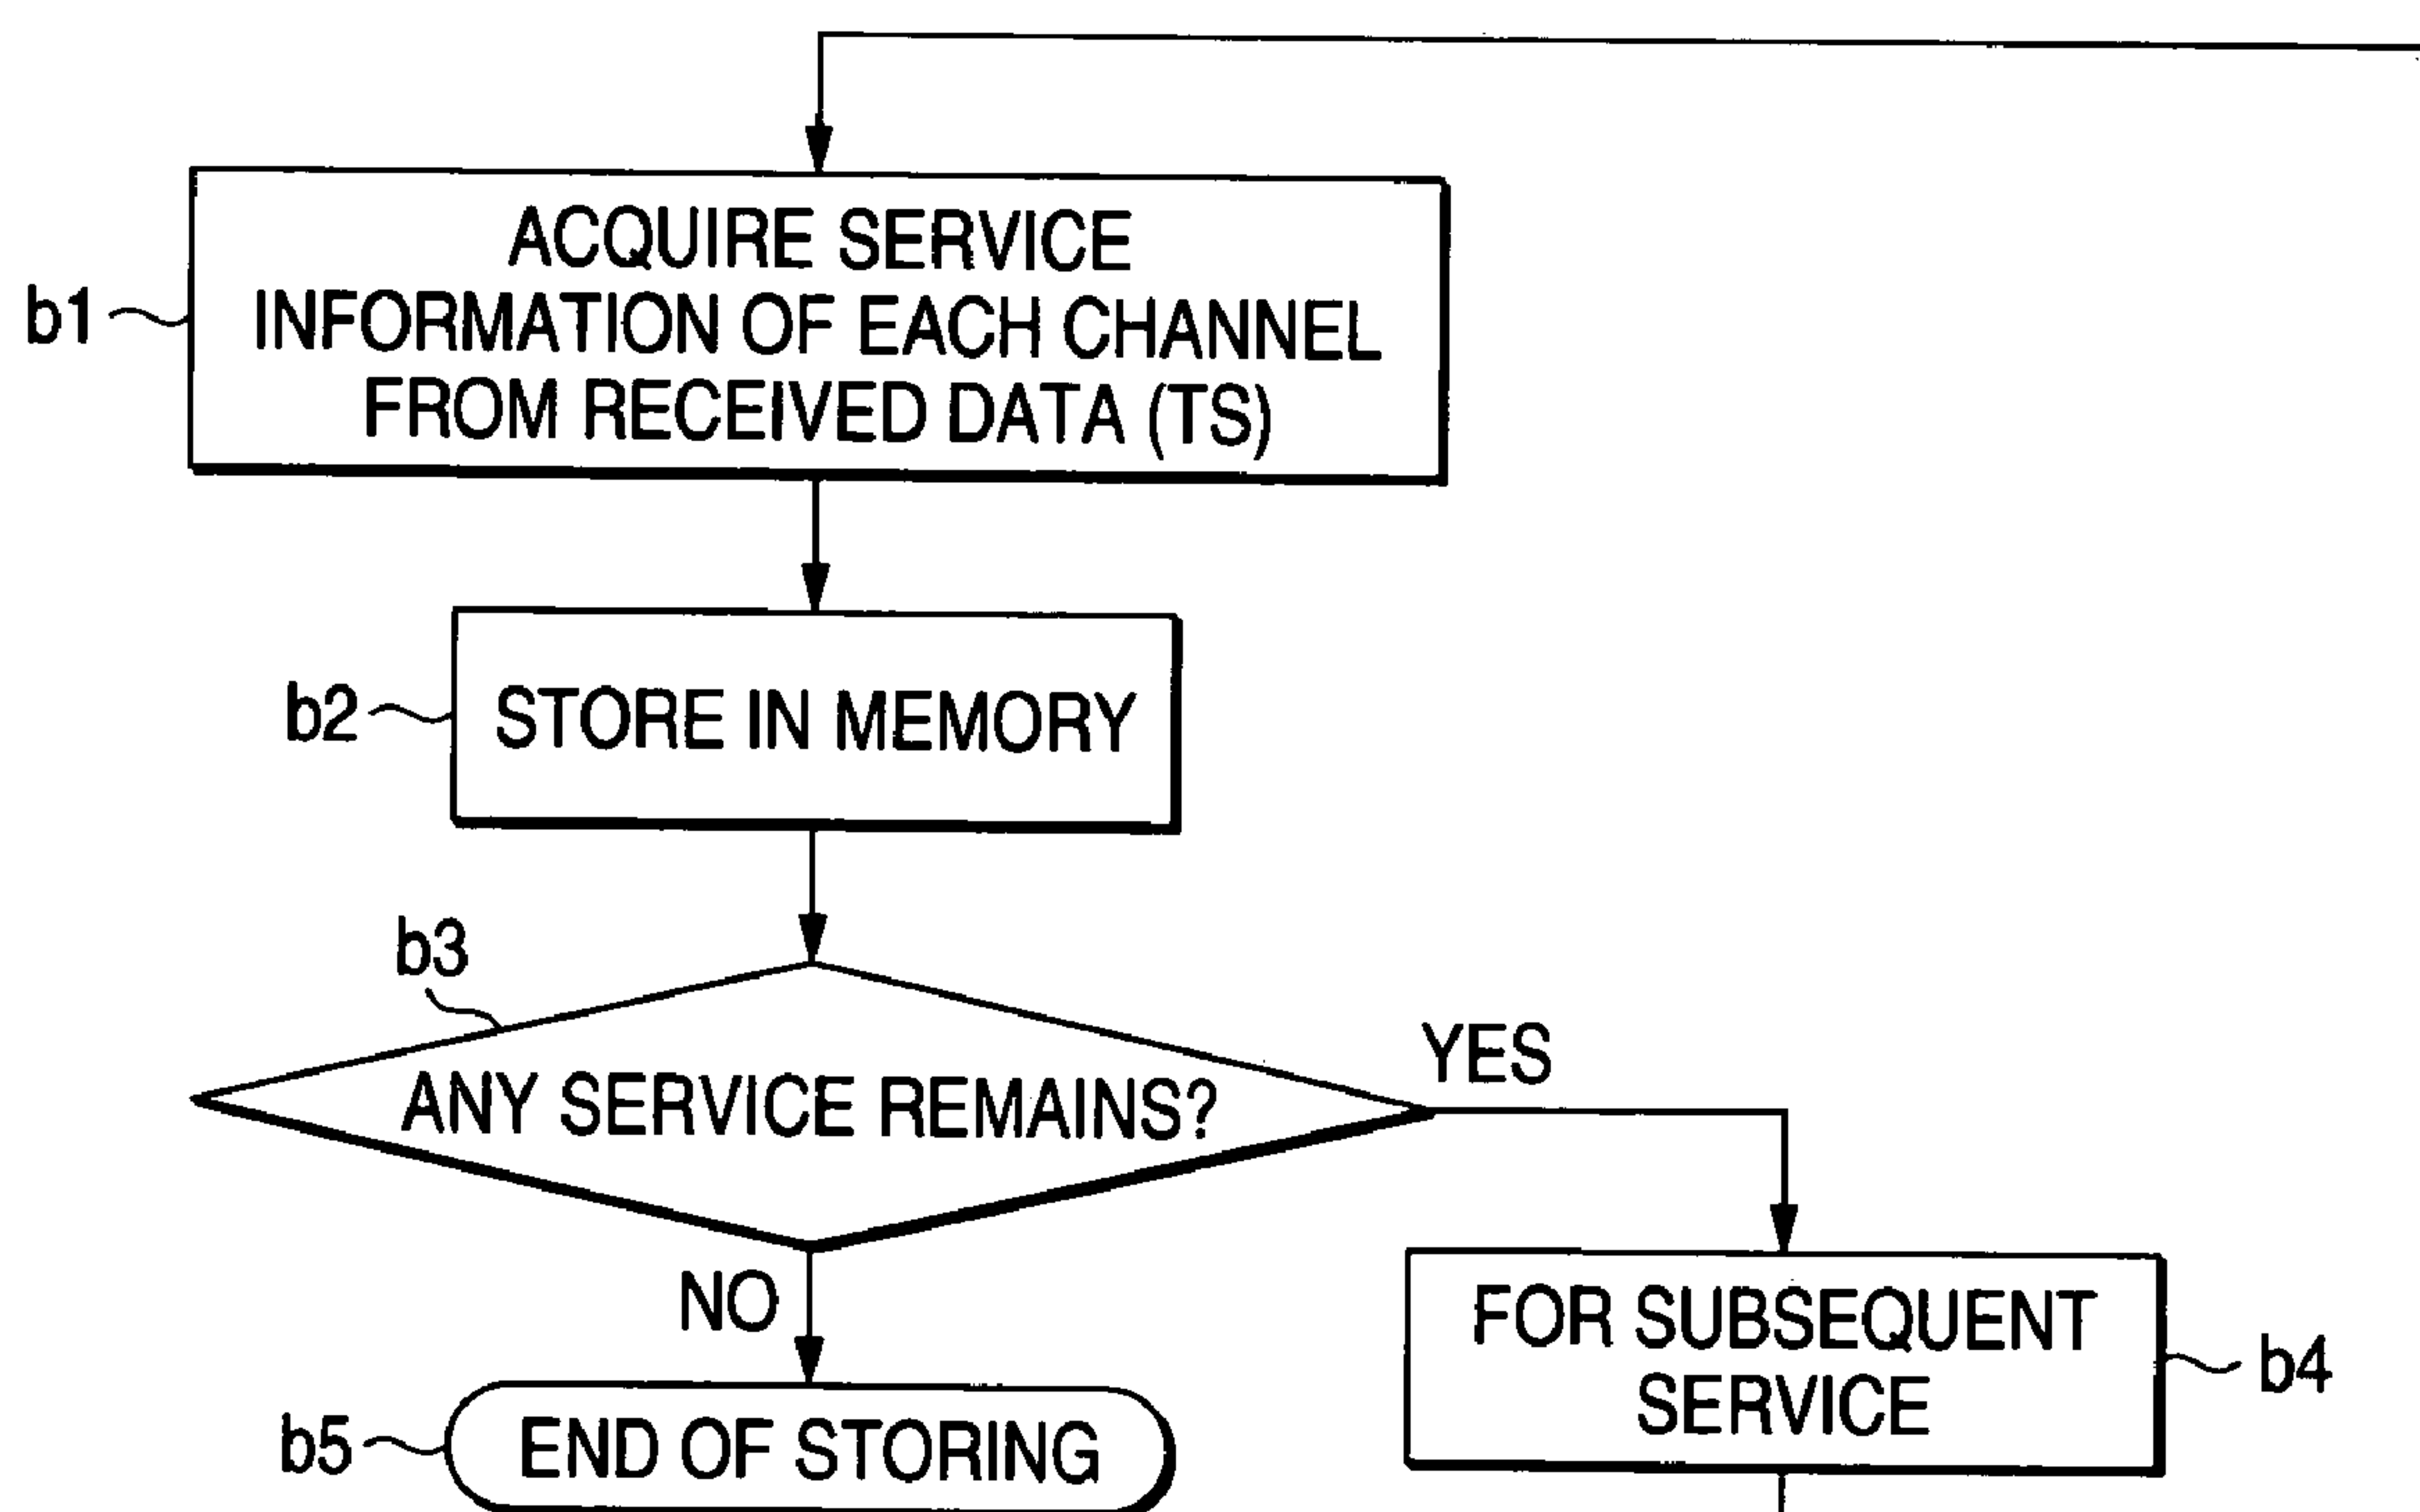 b1
ACQUIRE SERVICE
INFORMATION OF EACH CHANNEL
FROM RECEIVED DATA (TS)
b2
STORE IN MEMORY
b3
ANY SERVICE REMAINS?
YES
NO
FOR SUBSEQUENT
SERVICE
b4
b5
END OF STORING